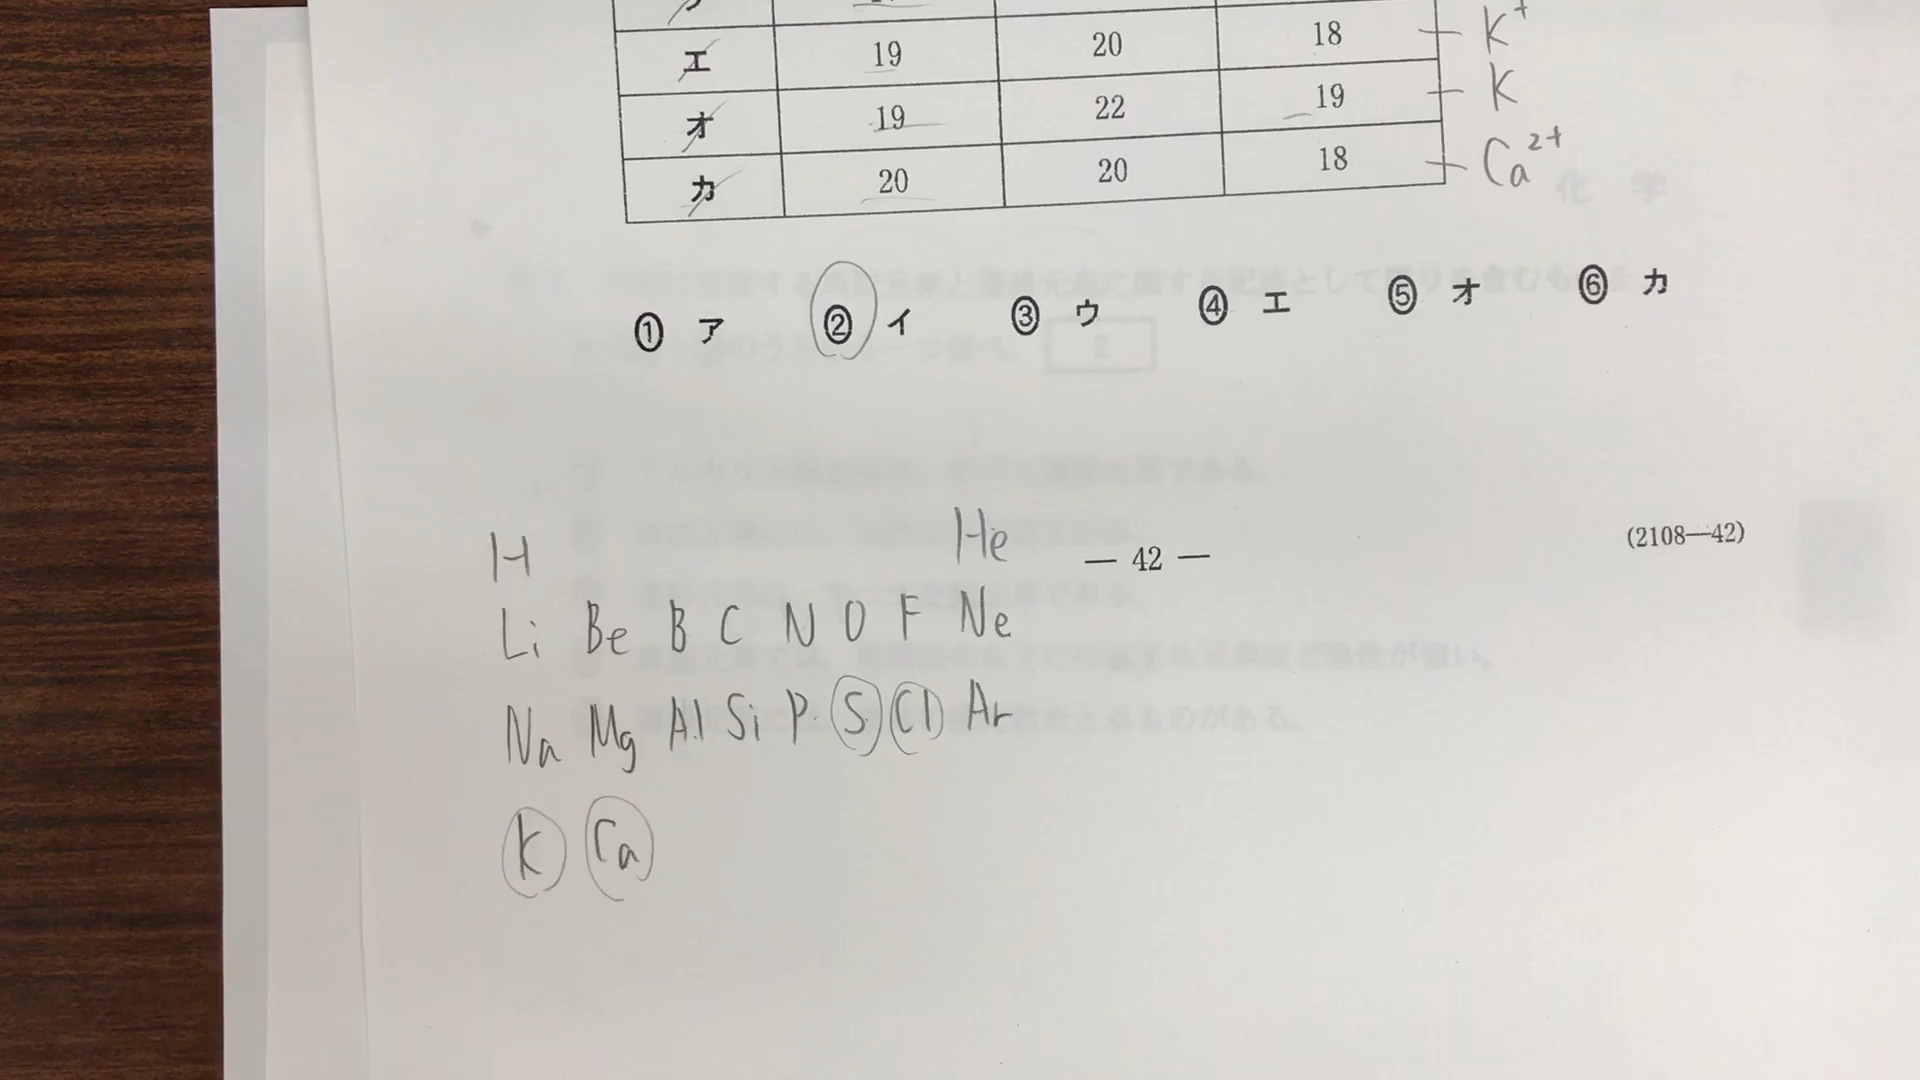 エ 19 20 18 K+
オ 19 22 19 K
カ 20 20 18 Ca2+
① ア ② イ ③ ウ ④ エ ⑤ オ ⑥ カ
— 42 —
(2108—42)
H He
Li Be B C N O F Ne
Na Mg Al Si P S Cl Ar
K Ca